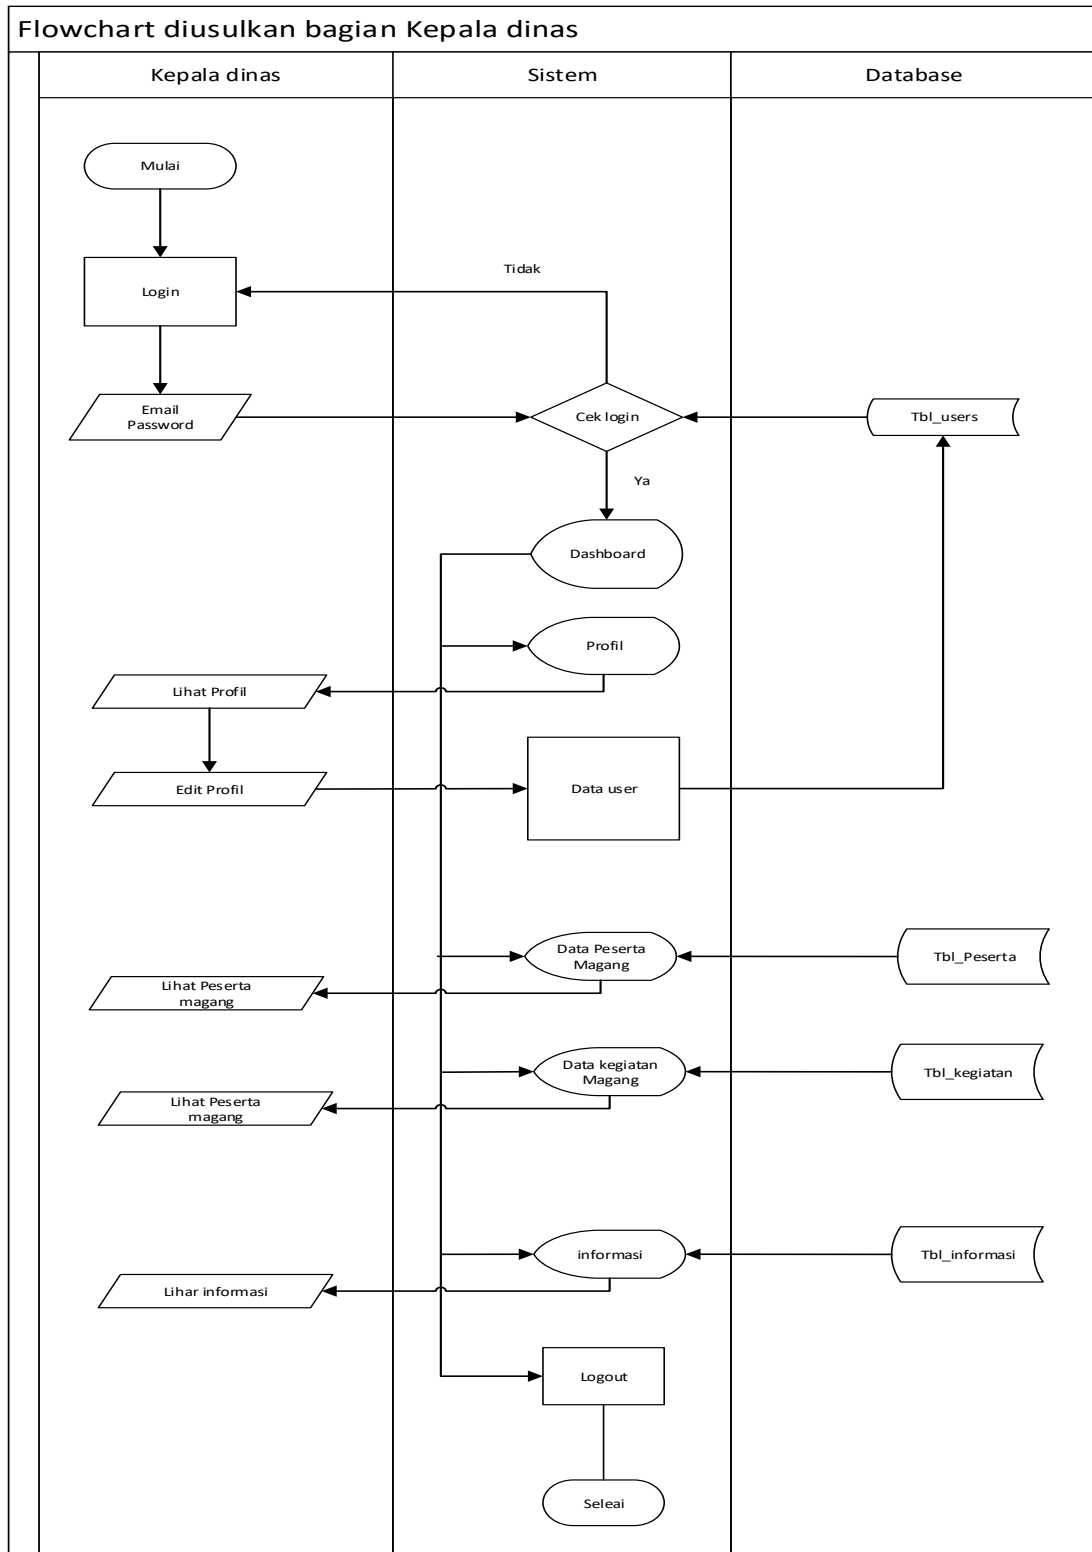 Flowchart diusulkan bagian Kepala dinas
Kepala dinas
Sistem
Database
Mulai
Tidak
Login
Email
Password
Cek login
Tbl_users
Ya
Dashboard
Profil
Lihat Profil
Edit Profil
Data user
Data Peserta
Magang
Tbl_Peserta
Lihat Peserta
magang
Data kegiatan
Magang
Tbl_kegiatan
Lihat Peserta
magang
informasi
Tbl_informasi
Lihar informasi
Logout
Seleai